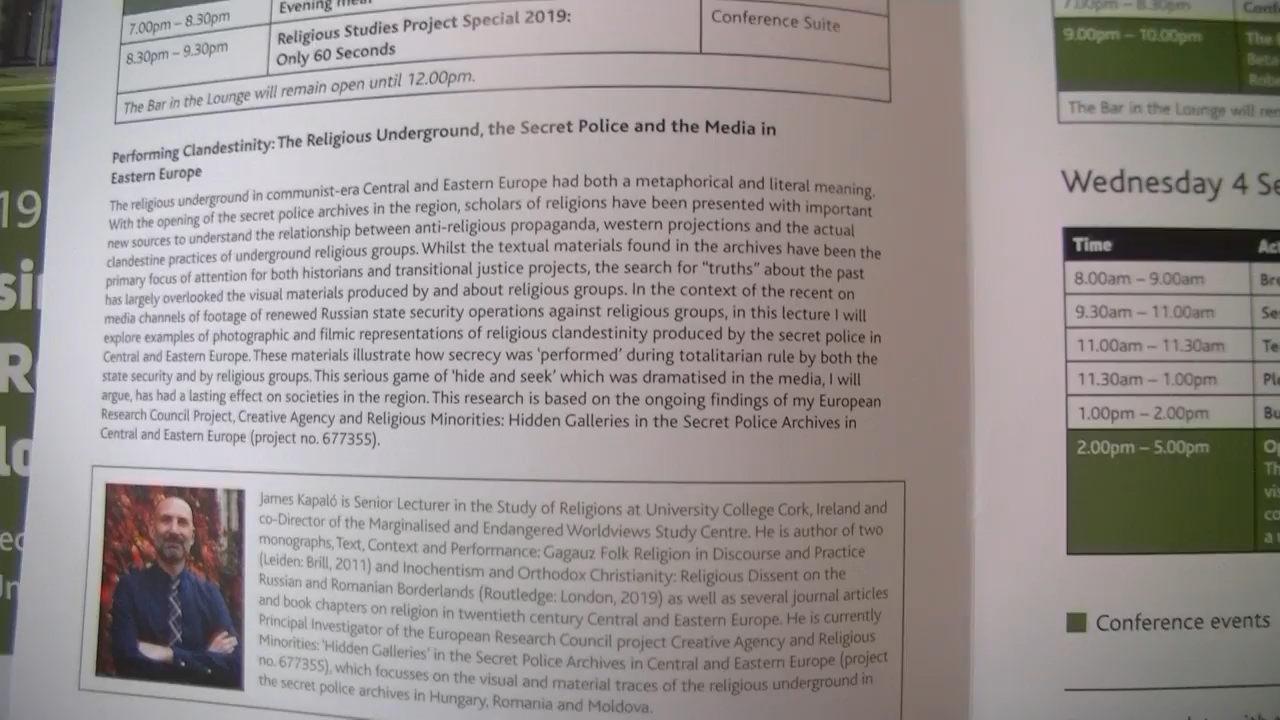 7.00pm – 8.30pm
Evening
8.30pm – 9.30pm
Religious Studies Project Special 2019:
Only 60 Seconds
Conference Suite
The Bar in the Lounge will remain open until 12.00pm.
Performing Clandestinity: The Religious Underground, the Secret Police and the Media in
Eastern Europe
The religious underground in communist-era Central and Eastern Europe had both a metaphorical and literal meaning.
With the opening of the secret police archives in the region, scholars of religions have been presented with important
new sources to understand the relationship between anti-religious propaganda, western projections and the actual
clandestine practices of underground religious groups. Whilst the textual materials found in the archives have been the
primary focus of attention for both historians and transitional justice projects, the search for "truths" about the past
has largely overlooked the visual materials produced by and about religious groups. In the context of the recent on
media channels of footage of renewed Russian state security operations against religious groups, in this lecture I will
explore examples of photographic and filmic representations of religious clandestinity produced by the secret police in
Central and Eastern Europe. These materials illustrate how secrecy was 'performed' during totalitarian rule by both the
state security and by religious groups. This serious game of 'hide and seek' which was dramatised in the media, I will
argue, has had a lasting effect on societies in the region. This research is based on the ongoing findings of my European
Research Council Project, Creative Agency and Religious Minorities: Hidden Galleries in the Secret Police Archives in
Central and Eastern Europe (project no. 677355).
James Kapaló is Senior Lecturer in the Study of Religions at University College Cork, Ireland and
co-Director of the Marginalised and Endangered Worldviews Study Centre. He is author of two
monographs, Text, Context and Performance: Gagauz Folk Religion in Discourse and Practice
(Leiden: Brill, 2011) and Inochentism and Orthodox Christianity: Religious Dissent on the
Russian and Romanian Borderlands (Routledge: London, 2019) as well as several journal articles
and book chapters on religion in twentieth century Central and Eastern Europe. He is currently
Principal Investigator of the European Research Council project Creative Agency and Religious
Minorities: 'Hidden Galleries' in the Secret Police Archives in Central and Eastern Europe (project
no. 677355), which focusses on the visual and material traces of the religious underground in
the secret police archives in Hungary, Romania and Moldova.
7.00pm – 8.30pm
9.00pm – 10.00pm
The Bar in the Lounge will
Wednesday 4
Time
8.00am – 9.00am
9.30am – 11.00am
11.00am – 11.30am
11.30am – 1.00pm
1.00pm – 2.00pm
2.00pm – 5.00pm
Conference events
19